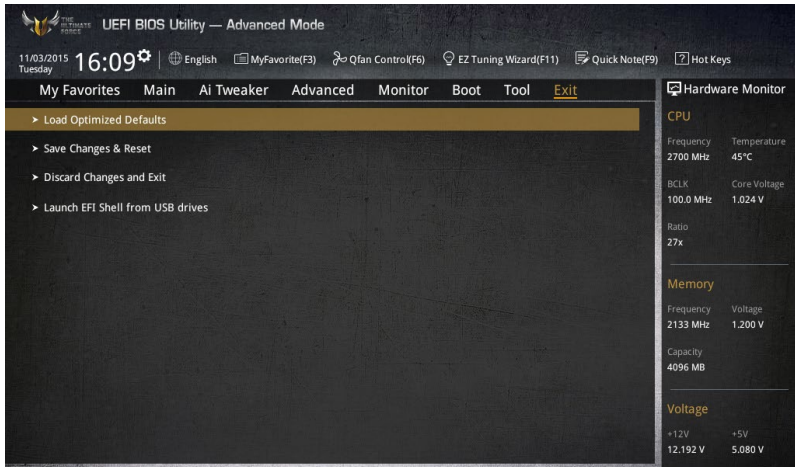 THE
ULTIMATE
FORCE
UEFI BIOS Utility — Advanced Mode
11/03/2015
Tuesday
16:09
English
MyFavorite(F3)
Qfan Control(F6)
EZ Tuning Wizard(F11)
Quick Note(F9)
? Hot Keys
My Favorites Main Ai Tweaker Advanced Monitor Boot Tool Exit
Hardware Monitor
➤ Load Optimized Defaults
➤ Save Changes & Reset
➤ Discard Changes and Exit
➤ Launch EFI Shell from USB drives
CPU
Frequency Temperature
2700 MHz 45°C
BCLK Core Voltage
100.0 MHz 1.024 V
Ratio
27x
Memory
Frequency Voltage
2133 MHz 1.200 V
Capacity
4096 MB
Voltage
+12V +5V
12.192 V 5.080 V